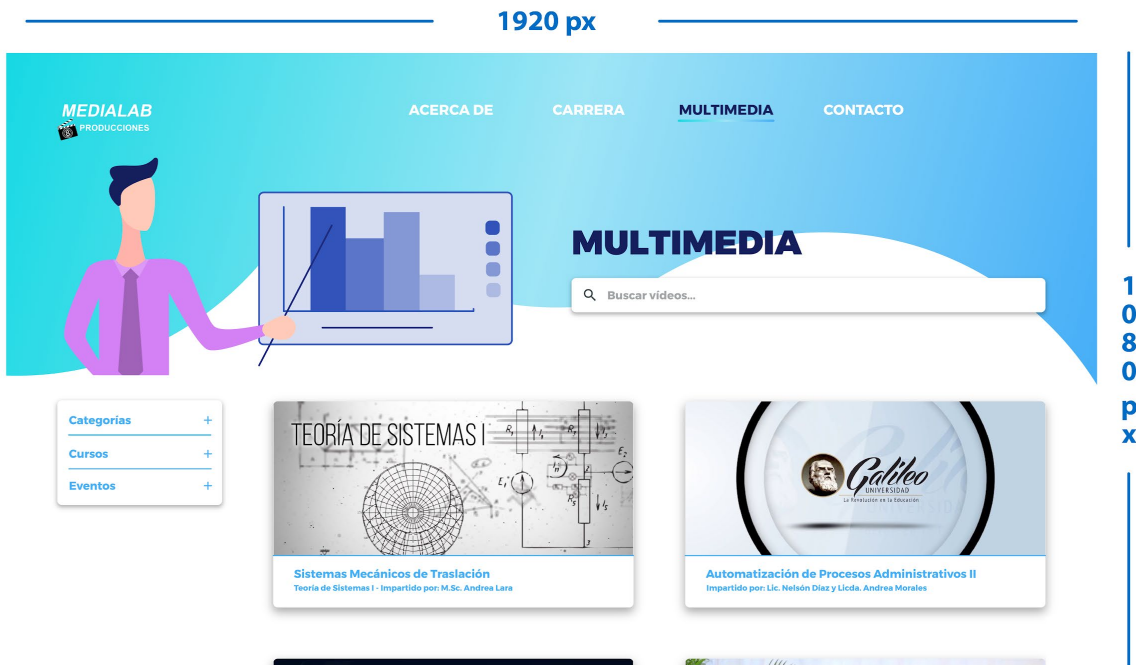 1920 px
1080 px
MEDIALAB
PRODUCCIONES
ACERCA DE
CARRERA
MULTIMEDIA
CONTACTO
MULTIMEDIA
Buscar vídeos...
Categorías +
Cursos +
Eventos +
TEORÍA DE SISTEMAS I
Sistemas Mecánicos de Traslación
Teoría de Sistemas I - Impartido por: M.Sc. Andrea Lara
Galileo
UNIVERSIDAD
La Revolución en la Educación
Automatización de Procesos Administrativos II
Impartido por: Lic. Nelsón Díaz y Licda. Andrea Morales